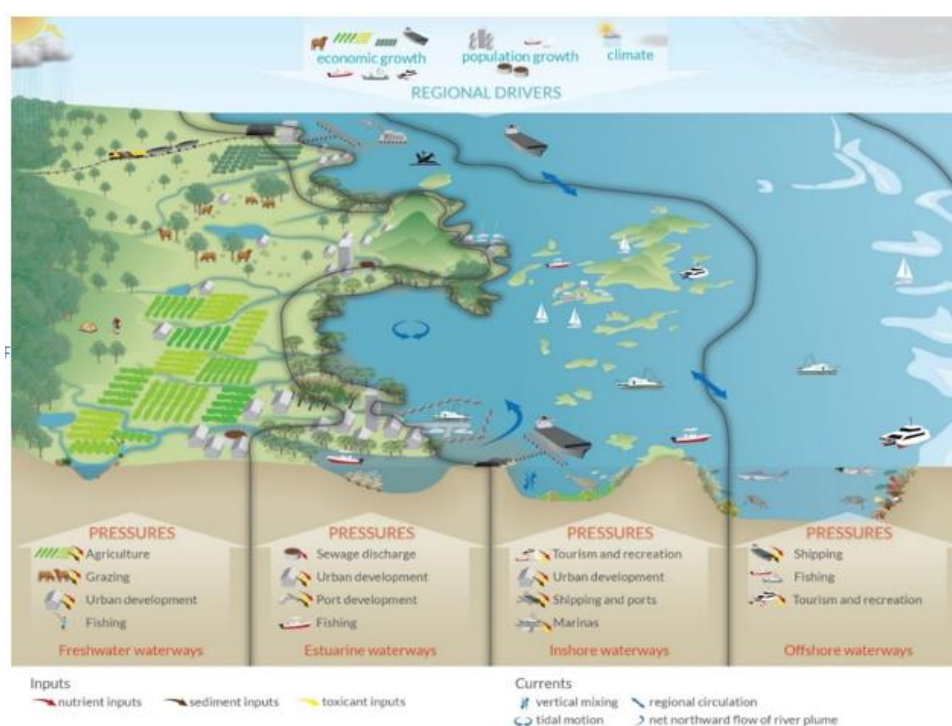 economic growth
population growth
climate
REGIONAL DRIVERS
F
PRESSURES
Agriculture
Grazing
Urban development
Fishing
Freshwater waterways
PRESSURES
Sewage discharge
Urban development
Port development
Fishing
Estuarine waterways
PRESSURES
Tourism and recreation
Urban development
Shipping and ports
Marinas
Inshore waterways
PRESSURES
Shipping
Fishing
Tourism and recreation
Offshore waterways
Inputs
nutrient inputs
sediment inputs
toxicant inputs
Currents
vertical mixing
regional circulation
tidal motion
net northward flow of river plume